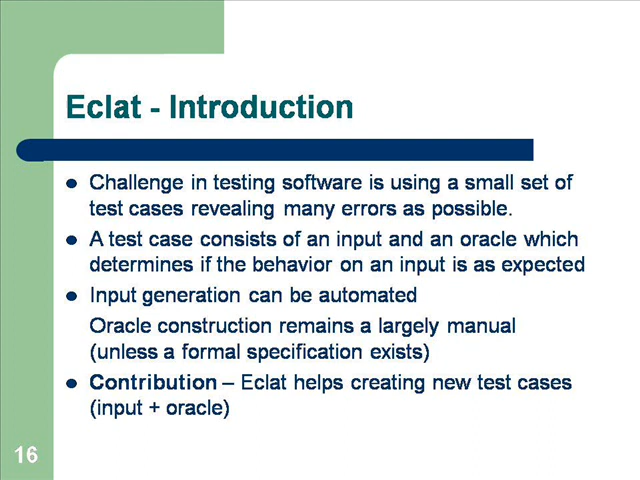 Eclat - Introduction
Challenge in testing software is using a small set of
test cases revealing many errors as possible.
A test case consists of an input and an oracle which
determines if the behavior on an input is as expected
Input generation can be automated
Oracle construction remains a largely manual
(unless a formal specification exists)
Contribution – Eclat helps creating new test cases
(input + oracle)
16